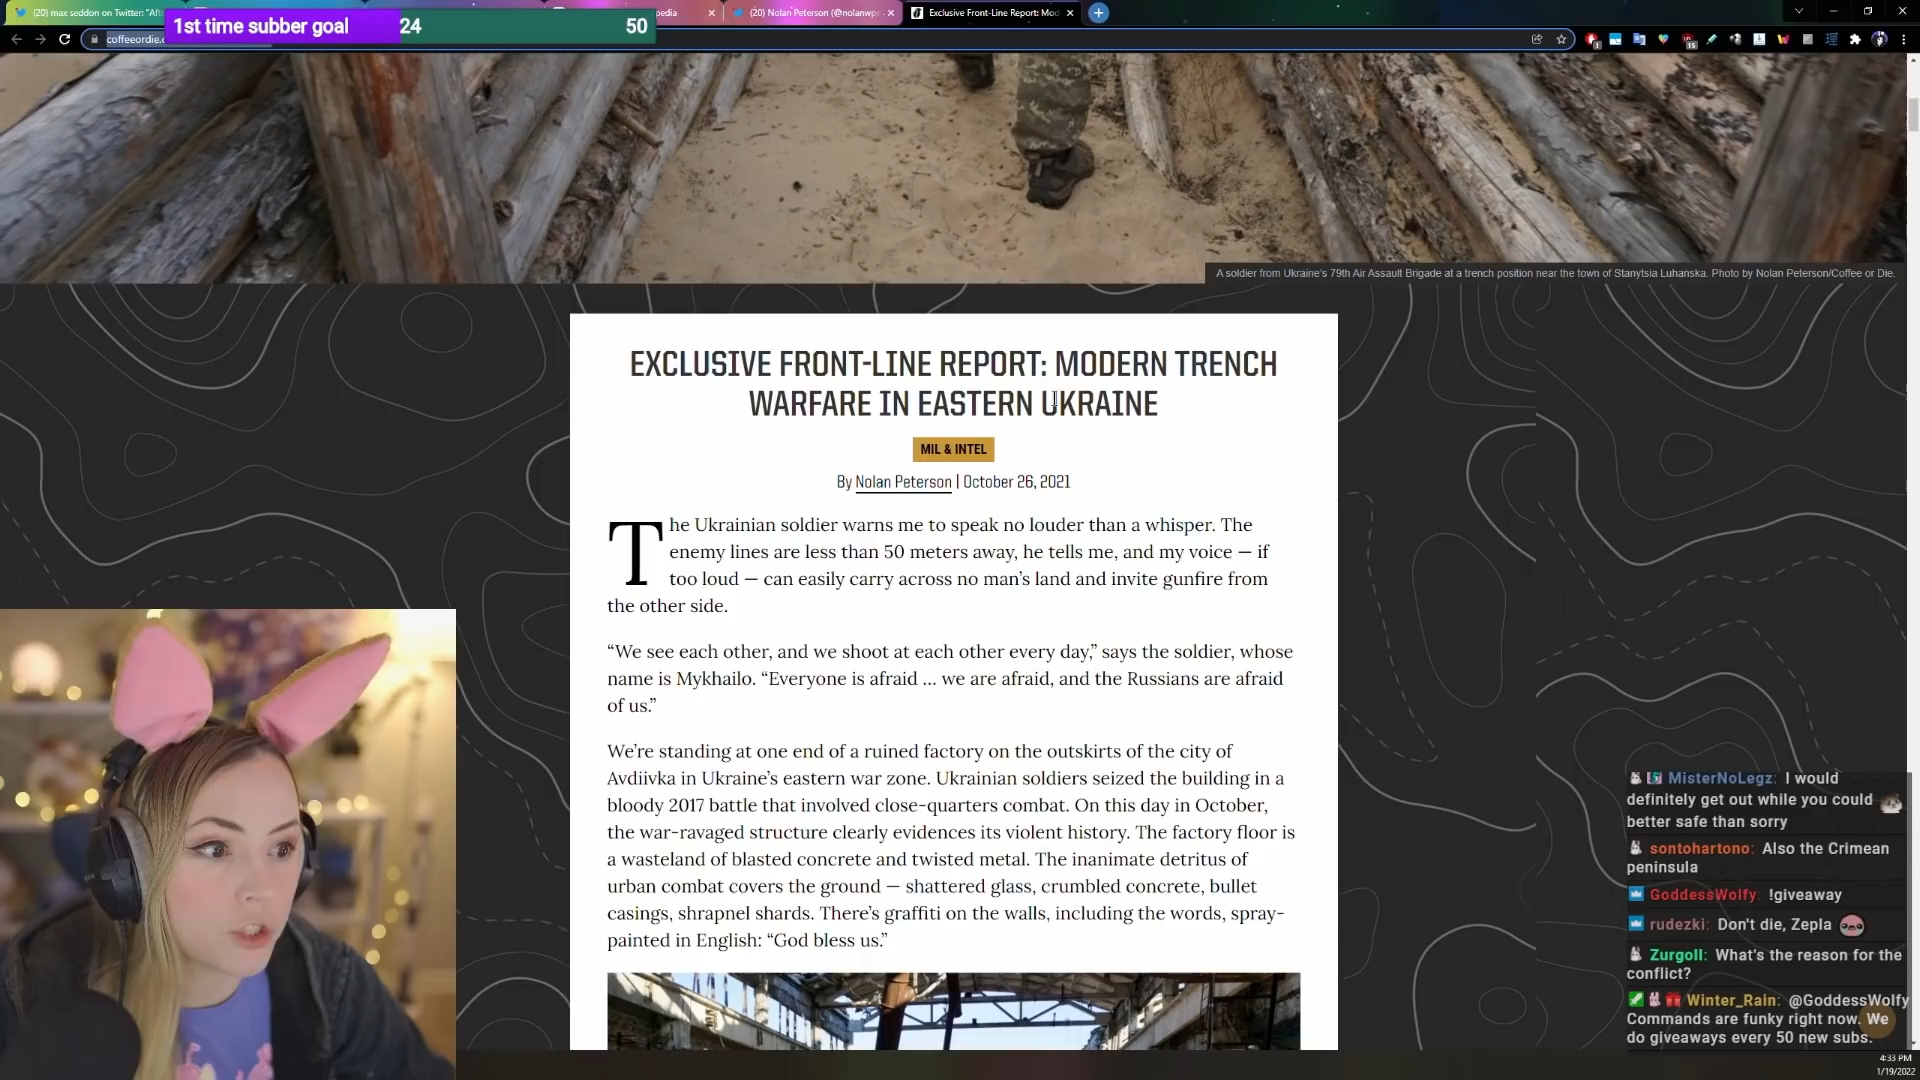 (20) max seddon on Twitter: "Aft
pedia
(20) Nolan Peterson (@nolanwpe
Exclusive Front-Line Report: Mod
1st time subber goal 24 50
coffeeordie.c
A soldier from Ukraine's 79th Air Assault Brigade at a trench position near the town of Stanytsia Luhanska. Photo by Nolan Peterson/Coffee or Die.
EXCLUSIVE FRONT-LINE REPORT: MODERN TRENCH
WARFARE IN EASTERN UKRAINE
MIL & INTEL
By Nolan Peterson | October 26, 2021
The Ukrainian soldier warns me to speak no louder than a whisper. The
enemy lines are less than 50 meters away, he tells me, and my voice — if
too loud — can easily carry across no man's land and invite gunfire from
the other side.
“We see each other, and we shoot at each other every day,” says the soldier, whose
name is Mykhailo. “Everyone is afraid … we are afraid, and the Russians are afraid
of us.”
We're standing at one end of a ruined factory on the outskirts of the city of
Avdiivka in Ukraine's eastern war zone. Ukrainian soldiers seized the building in a
bloody 2017 battle that involved close-quarters combat. On this day in October,
the war-ravaged structure clearly evidences its violent history. The factory floor is
a wasteland of blasted concrete and twisted metal. The inanimate detritus of
urban combat covers the ground — shattered glass, crumbled concrete, bullet
casings, shrapnel shards. There's graffiti on the walls, including the words, spray-
painted in English: “God bless us.”
MisterNoLegz: I would
definitely get out while you could
better safe than sorry
sontohartono: Also the Crimean
peninsula
GoddessWolfy: !giveaway
rudezki: Don't die, Zepla
Zurgoll: What's the reason for the
conflict?
Winter_Rain: @GoddessWolfy
Commands are funky right now. We
do giveaways every 50 new subs.
4:33 PM
1/19/2022